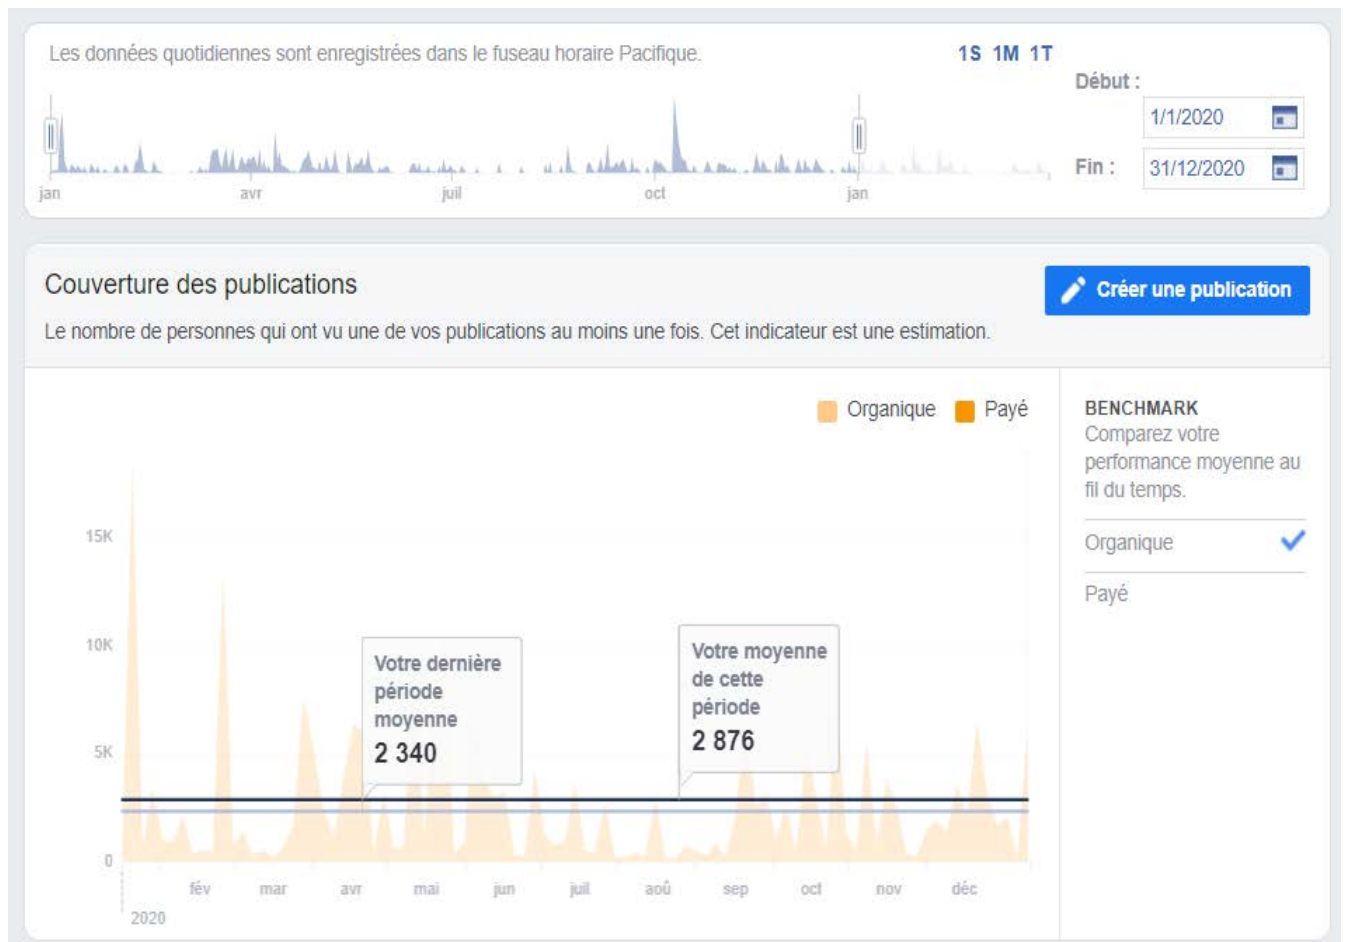 Les données quotidiennes sont enregistrées dans le fuseau horaire Pacifique.
1S 1M 1T
Début :
1/1/2020
Fin :
31/12/2020
jan
avr
juil
oct
jan
Couverture des publications
Créer une publication
Le nombre de personnes qui ont vu une de vos publications au moins une fois. Cet indicateur est une estimation.
Organique
Payé
BENCHMARK
Comparez votre
performance moyenne au
fil du temps.
Organique
Payé
15K
10K
5K
0
Votre dernière
période
moyenne
2 340
Votre moyenne
de cette
période
2 876
fév
mar
avr
mai
jun
juil
aoû
sep
oct
nov
déc
2020